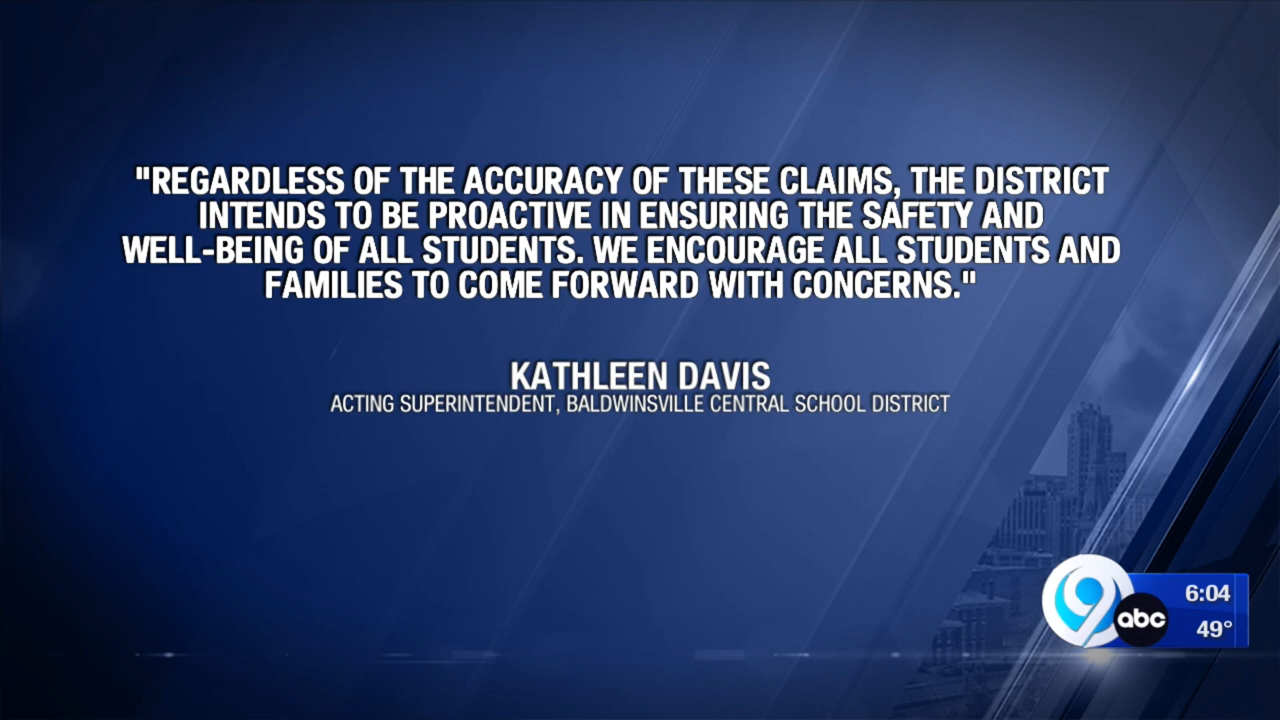 "REGARDLESS OF THE ACCURACY OF THESE CLAIMS, THE DISTRICT
INTENDS TO BE PROACTIVE IN ENSURING THE SAFETY AND
WELL-BEING OF ALL STUDENTS. WE ENCOURAGE ALL STUDENTS AND
FAMILIES TO COME FORWARD WITH CONCERNS."
KATHLEEN DAVIS
ACTING SUPERINTENDENT, BALDWINSVILLE CENTRAL SCHOOL DISTRICT
9
abc
6:04
49°